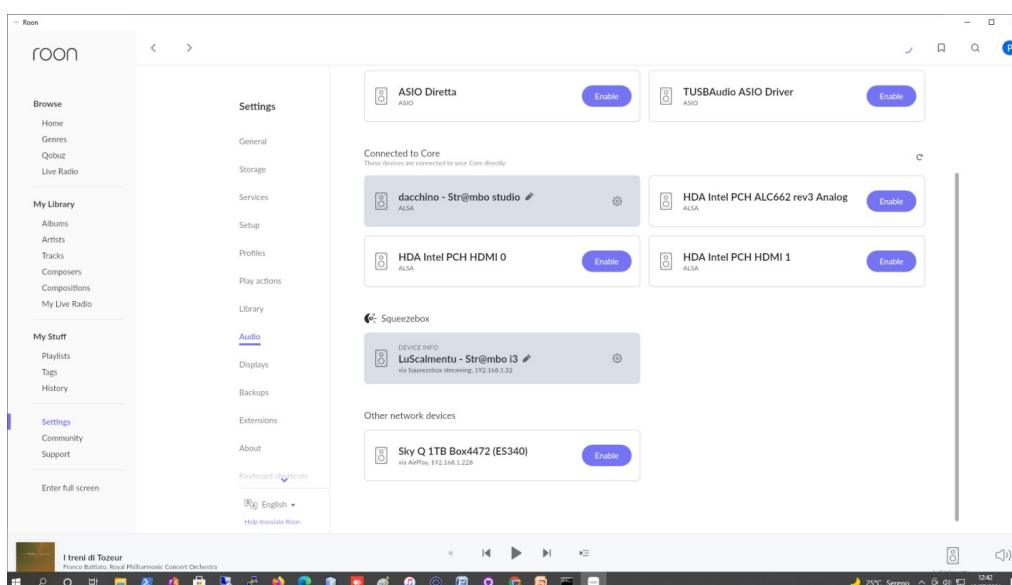 Roon
roon
Browse
Home
Genres
Qobuz
Live Radio
My Library
Albums
Artists
Tracks
Composers
Compositions
My Live Radio
My Stuff
Playlists
Tags
History
Settings
Community
Support
Enter full screen
Settings
General
Storage
Services
Setup
Profiles
Play actions
Library
Audio
Displays
Backups
Extensions
About
Keyboard shortcuts
English
Help translate Roon
ASIO Diretta
ASIO
Enable
TUSBAudio ASIO Driver
ASIO
Enable
Connected to Core
These devices are connected to your Core directly.
dacchino - Str@mbo studio
ALSA
HDA Intel PCH ALC662 rev3 Analog
ALSA
Enable
HDA Intel PCH HDMI 0
ALSA
Enable
HDA Intel PCH HDMI 1
ALSA
Enable
Squeezebox
DEVICE INFO
LuScalmentu - Str@mbo i3
via Squeezebox streaming, 192.168.1.32
Other network devices
Sky Q 1TB Box4472 (ES340)
via AirPlay, 192.168.1.228
Enable
I treni di Tozeur
Franco Battiato, Royal Philharmonic Concert Orchestra
25°C Sereno
12:42